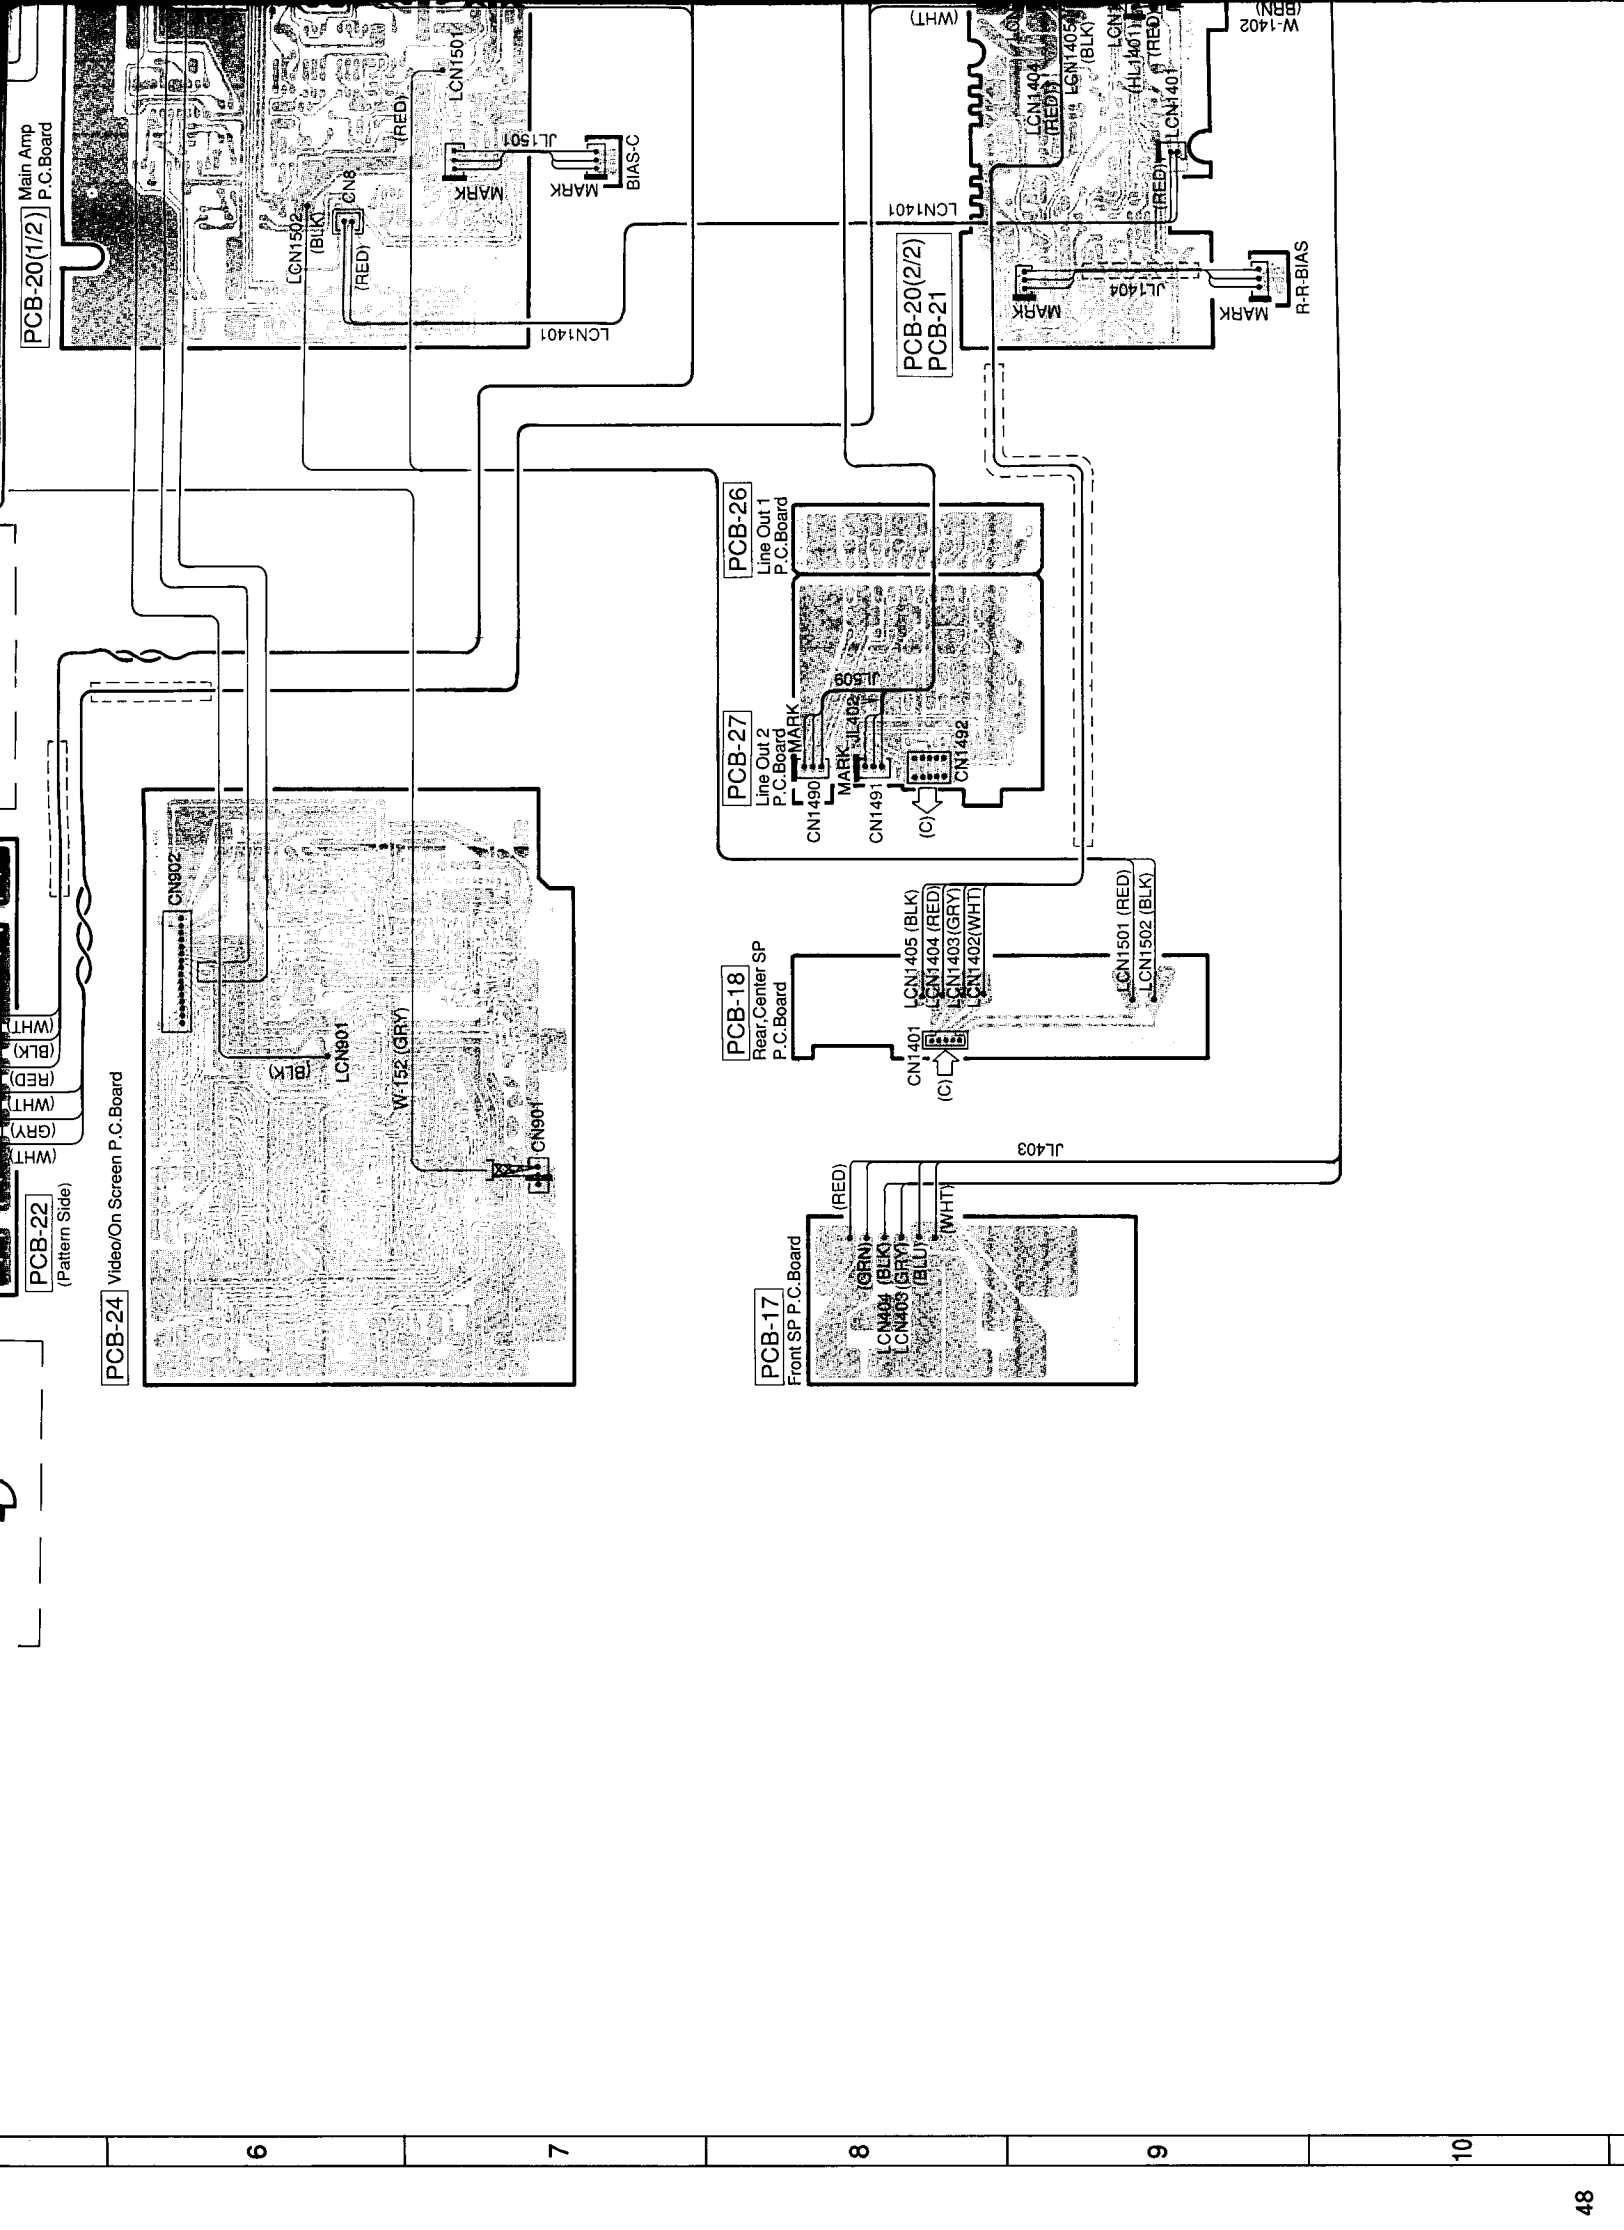 PCB-20(1/2)
Main Amp
P.C.Board
LCN1501
(RED)
JL1501
MARK
MARK
BIAS-C
CN8
LCN1502
(BLK)
(RED)
LCN1401
(WHT)
LCN1404
(RED)
LCN1405
(BLK)
(HL1401)
(RED)
LCN1401
(RED)
W-1402
(BRN)
LCN1401
PCB-20(2/2)
PCB-21
MARK
JL1404
MARK
R-R-BIAS
PCB-26
Line Out 1
P.C.Board
PCB-27
Line Out 2
P.C.Board
MARK
JL509
CN1490
MARK
JL402
CN1491
(C)
CN1492
(WHT)
(BLK)
(RED)
(WHT)
(GRY)
(WHT)
PCB-22
(Pattern Side)
PCB-24
Video/On Screen P.C.Board
CN902
(BLK)
LCN901
W-152 (GRY)
CN901
PCB-18
Rear,Center SP
P.C.Board
LCN1405 (BLK)
LCN1404 (RED)
LCN1403 (GRY)
LCN1402 (WHT)
LCN1501 (RED)
LCN1502 (BLK)
CN1401
(C)
JL403
PCB-17
Front SP P.C.Board
(RED)
(GRN)
LCN404 (BLK)
LCN403 (GRY)
(BLU)
(WHT)
6
7
8
9
10
48